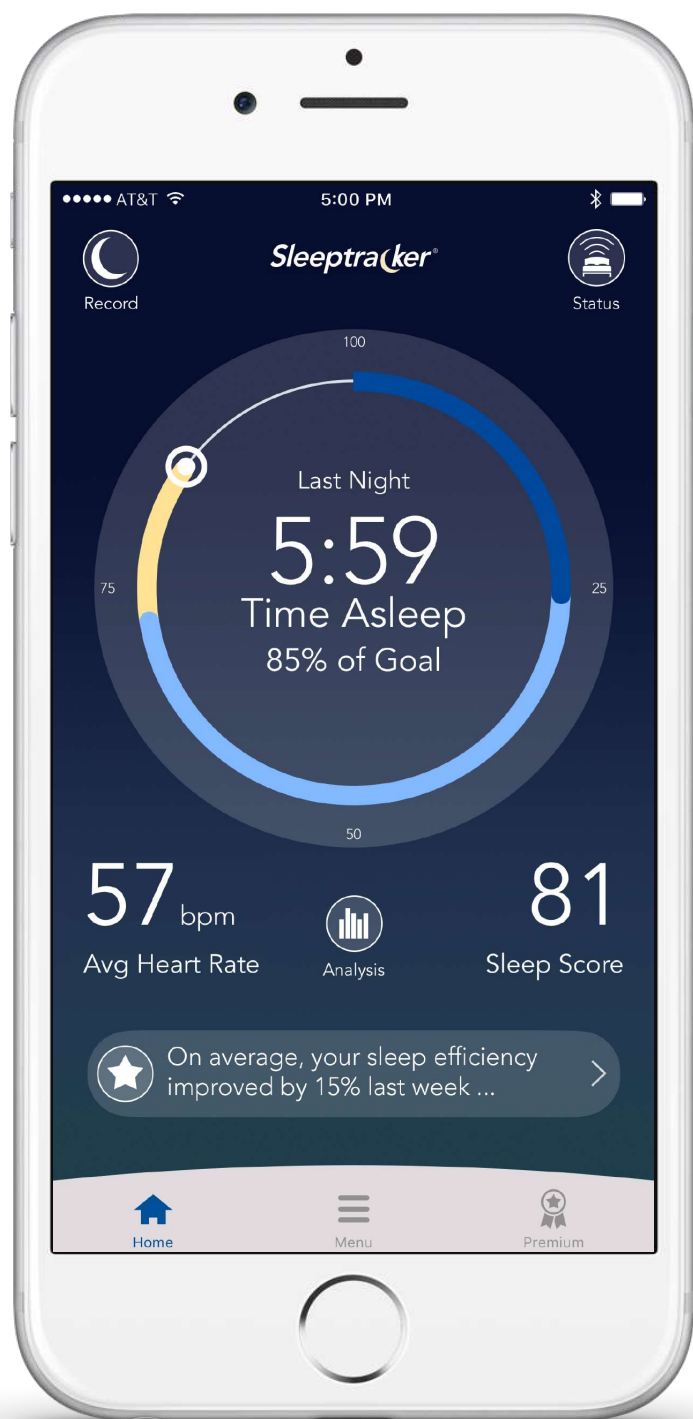 AT&T
5:00 PM
Sleeptracker®
Record
Status
100
Last Night
5:59
75
25
Time Asleep
85% of Goal
50
57 bpm
81
Avg Heart Rate
Analysis
Sleep Score
On average, your sleep efficiency
improved by 15% last week ...
Home
Menu
Premium